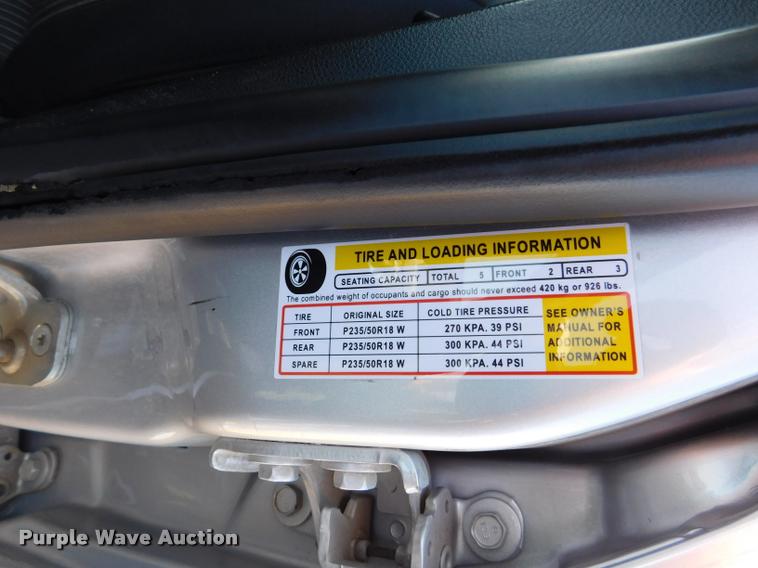 TIRE AND LOADING INFORMATION
SEATING CAPACITY TOTAL 5 FRONT 2 REAR 3
The combined weight of occupants and cargo should never exceed 420 kg or 926 lbs.
TIRE ORIGINAL SIZE COLD TIRE PRESSURE
FRONT P235/50R18 W 270 KPA. 39 PSI
REAR P235/50R18 W 300 KPA. 44 PSI
SPARE P235/50R18 W 300 KPA. 44 PSI
SEE OWNER'S
MANUAL FOR
ADDITIONAL
INFORMATION
Purple Wave Auction